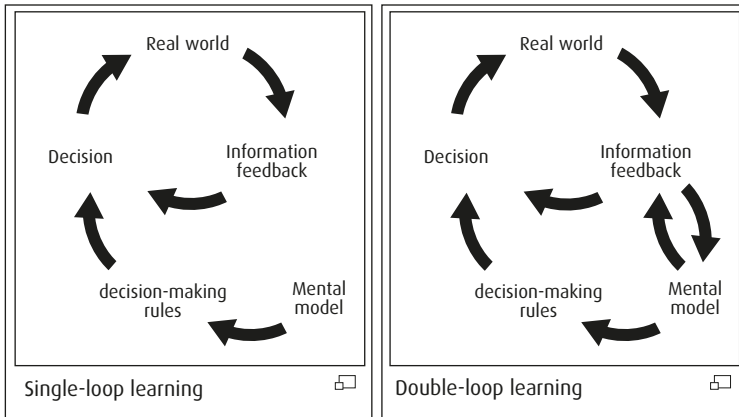 Real world
Decision
Information
feedback
decision-making
rules
Mental
model
Single-loop learning
Real world
Decision
Information
feedback
decision-making
rules
Mental
model
Double-loop learning